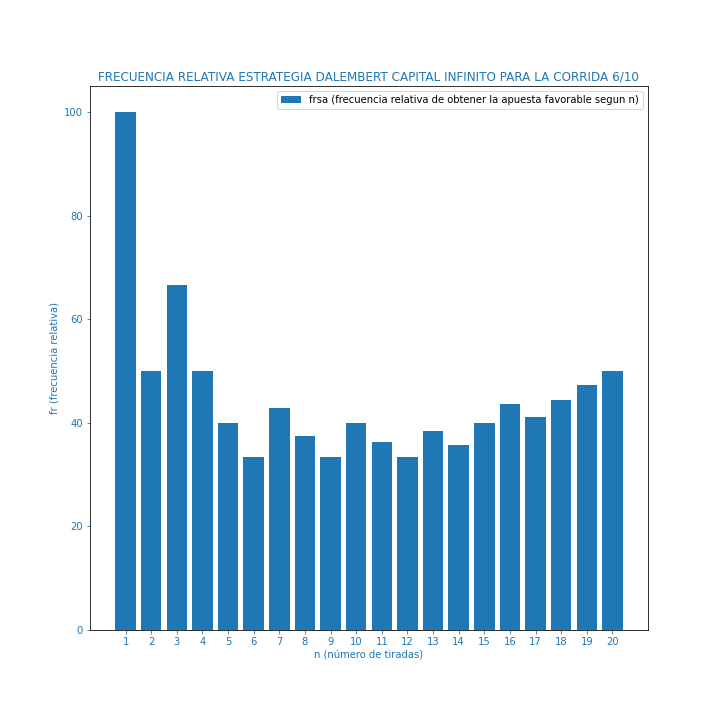 FRECUENCIA RELATIVA ESTRATEGIA DALEMBERT CAPITAL INFINITO PARA LA CORRIDA 6/10
frsa (frecuencia relativa de obtener la apuesta favorable segun n)
100
80
60
40
20
0
fr (frecuencia relativa)
1 2 3 4 5 6 7 8 9 10 11 12 13 14 15 16 17 18 19 20
n (número de tiradas)